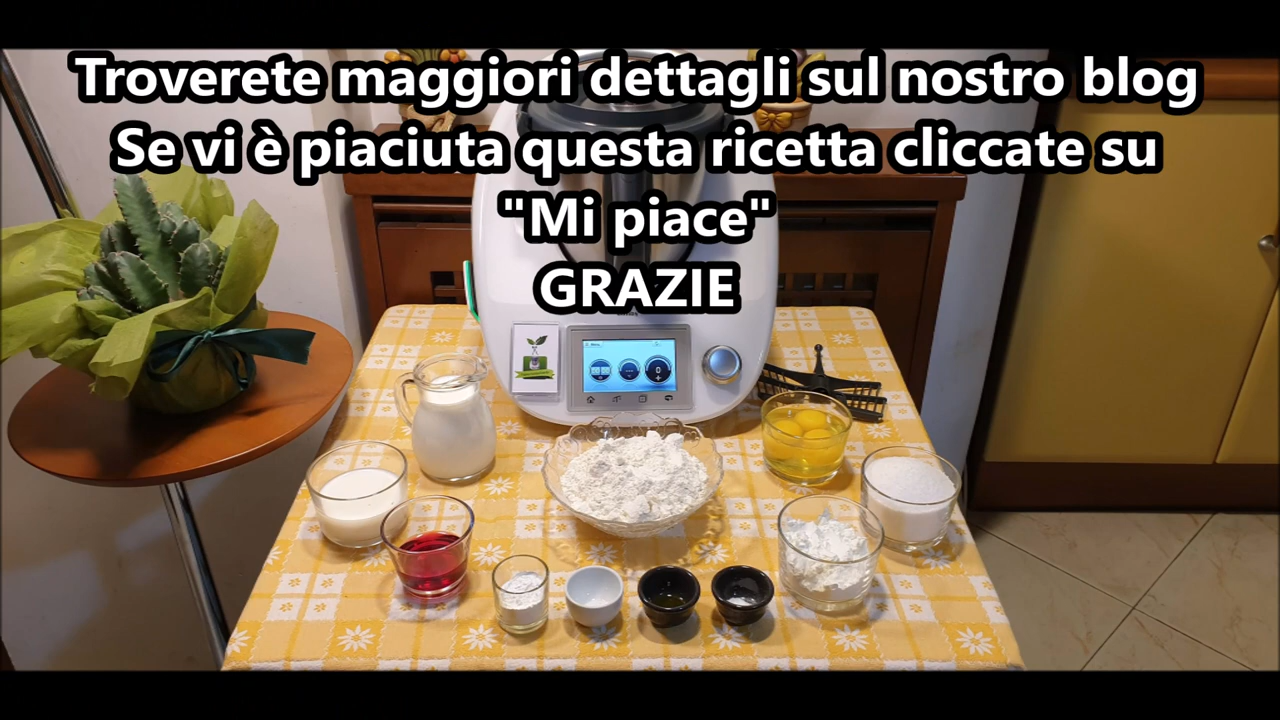 Troverete maggiori dettagli sul nostro blog
Se vi è piaciuta questa ricetta cliccate su
"Mi piace"
GRAZIE